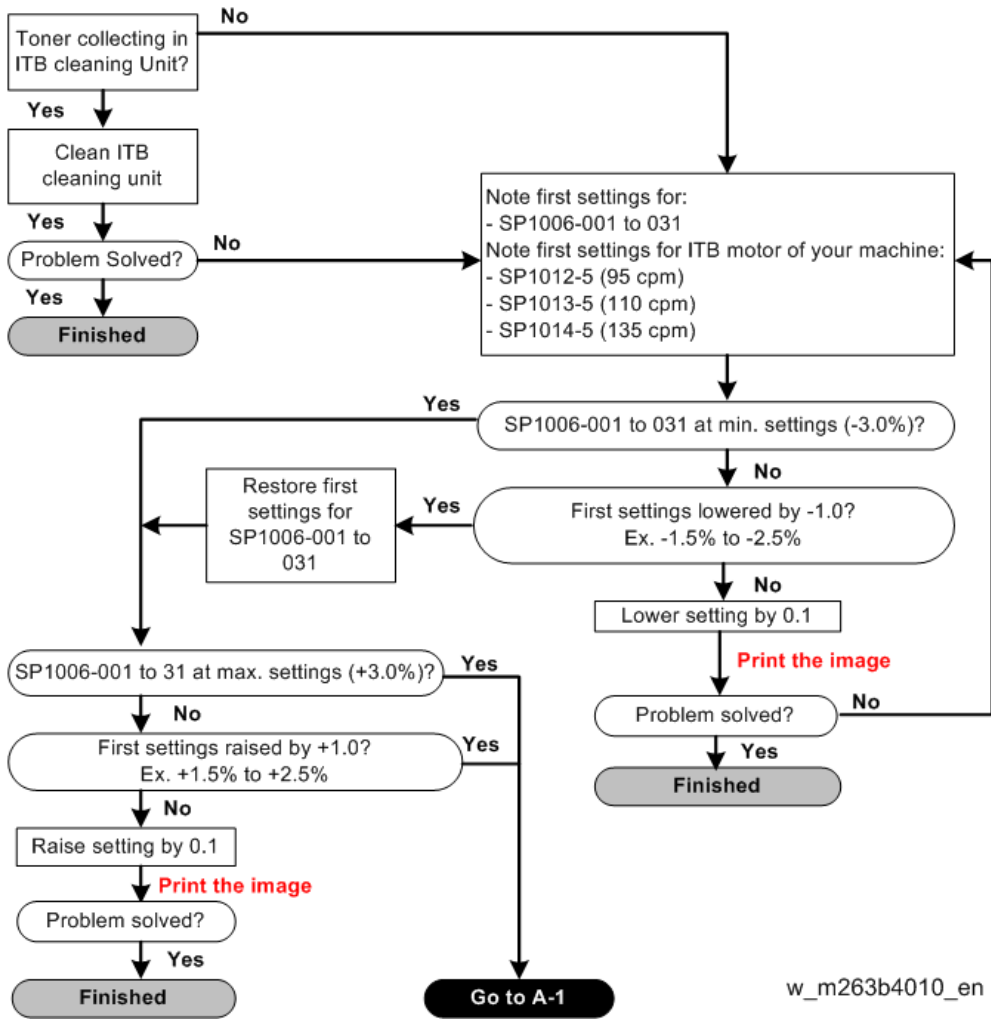 No
Toner collecting in
ITB cleaning Unit?
Yes
Clean ITB
cleaning unit
Yes
Problem Solved?
No
Yes
Finished
Note first settings for:
- SP1006-001 to 031
Note first settings for ITB motor of your machine:
- SP1012-5 (95 cpm)
- SP1013-5 (110 cpm)
- SP1014-5 (135 cpm)
Yes
SP1006-001 to 031 at min. settings (-3.0%)?
No
Restore first
settings for
SP1006-001 to
031
Yes
First settings lowered by -1.0?
Ex. -1.5% to -2.5%
No
Lower setting by 0.1
Print the image
Problem solved?
No
Yes
Finished
SP1006-001 to 31 at max. settings (+3.0%)?
Yes
No
First settings raised by +1.0?
Ex. +1.5% to +2.5%
Yes
No
Raise setting by 0.1
Print the image
Problem solved?
Yes
Finished
Go to A-1
w_m263b4010_en